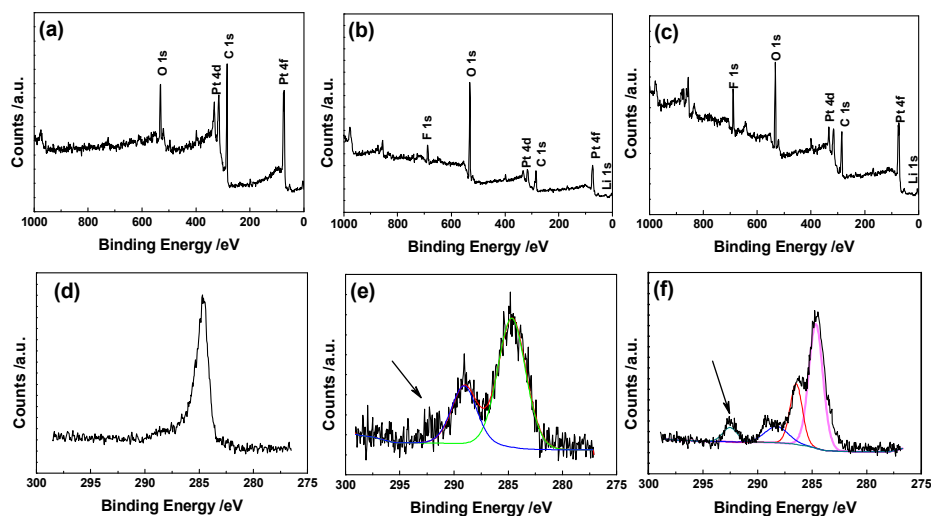 (a)
O 1s
Pt 4d
C 1s
Pt 4f
Counts /a.u.
1000 800 600 400 200 0
Binding Energy /eV
(b)
F 1s
O 1s
Pt 4d
C 1s
Pt 4f
Li 1s
Counts /a.u.
1000 800 600 400 200 0
Binding Energy /eV
(c)
F 1s
O 1s
Pt 4d
C 1s
Pt 4f
Li 1s
Counts /a.u.
1000 800 600 400 200 0
Binding Energy /eV
(d)
Counts /a.u.
300 295 290 285 280 275
Binding Energy /eV
(e)
Counts /a.u.
300 295 290 285 280 275
Binding Energy /eV
(f)
Counts /a.u.
300 295 290 285 280 275
Binding Energy /eV